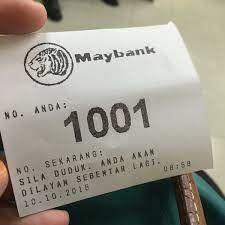 Maybank
NO. ANDA:
1001
NO. SEKARANG:
SILA DUDUK. ANDA AKAN
DILAYAN SEBENTAR LAGI.
10.10.2018 08:58